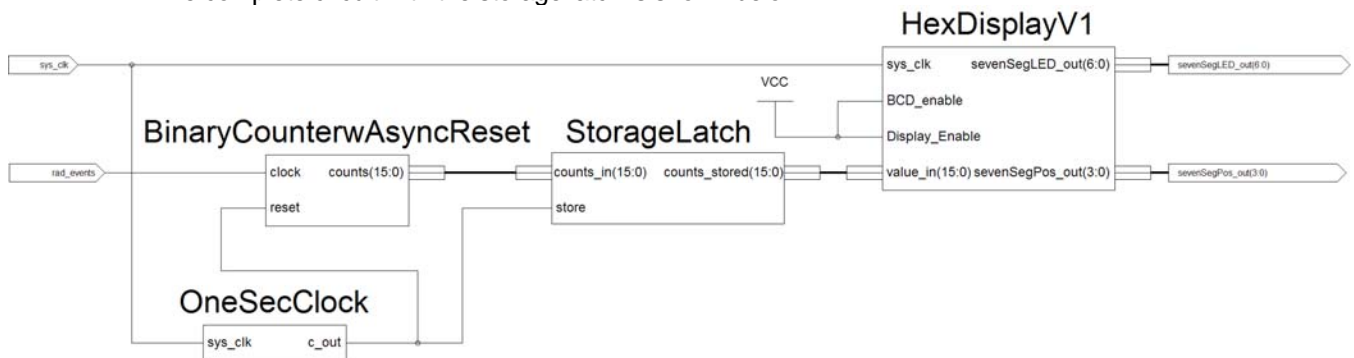 HexDisplayV1
sys_clk
sys_clk sevenSegLED_out(6:0)
sevenSegLED_out(6:0)
VCC
BCD_enable
BinaryCounterwAsyncReset
StorageLatch
Display_Enable
rad_events
clock counts(15:0)
counts_in(15:0) counts_stored(15:0)
value_in(15:0) sevenSegPos_out(3:0)
sevenSegPos_out(3:0)
reset
store
OneSecClock
sys_clk c_out